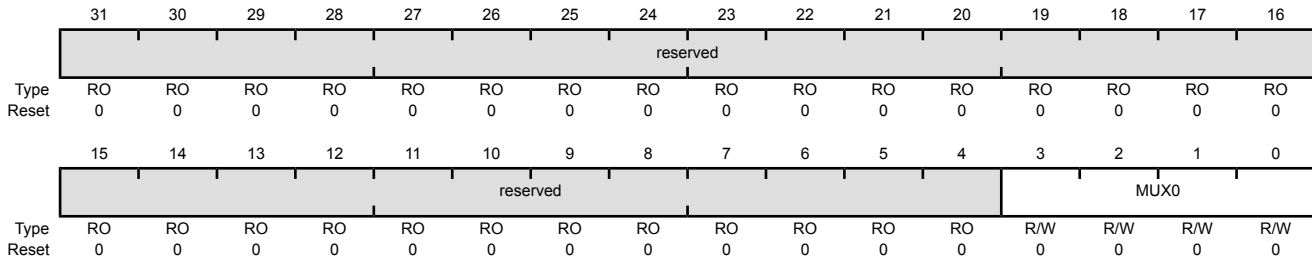 31 30 29 28 27 26 25 24 23 22 21 20 19 18 17 16
reserved
Type RO RO RO RO RO RO RO RO RO RO RO RO RO RO RO RO
Reset 0 0 0 0 0 0 0 0 0 0 0 0 0 0 0 0
15 14 13 12 11 10 9 8 7 6 5 4 3 2 1 0
reserved MUX0
Type RO RO RO RO RO RO RO RO RO RO RO RO R/W R/W R/W R/W
Reset 0 0 0 0 0 0 0 0 0 0 0 0 0 0 0 0